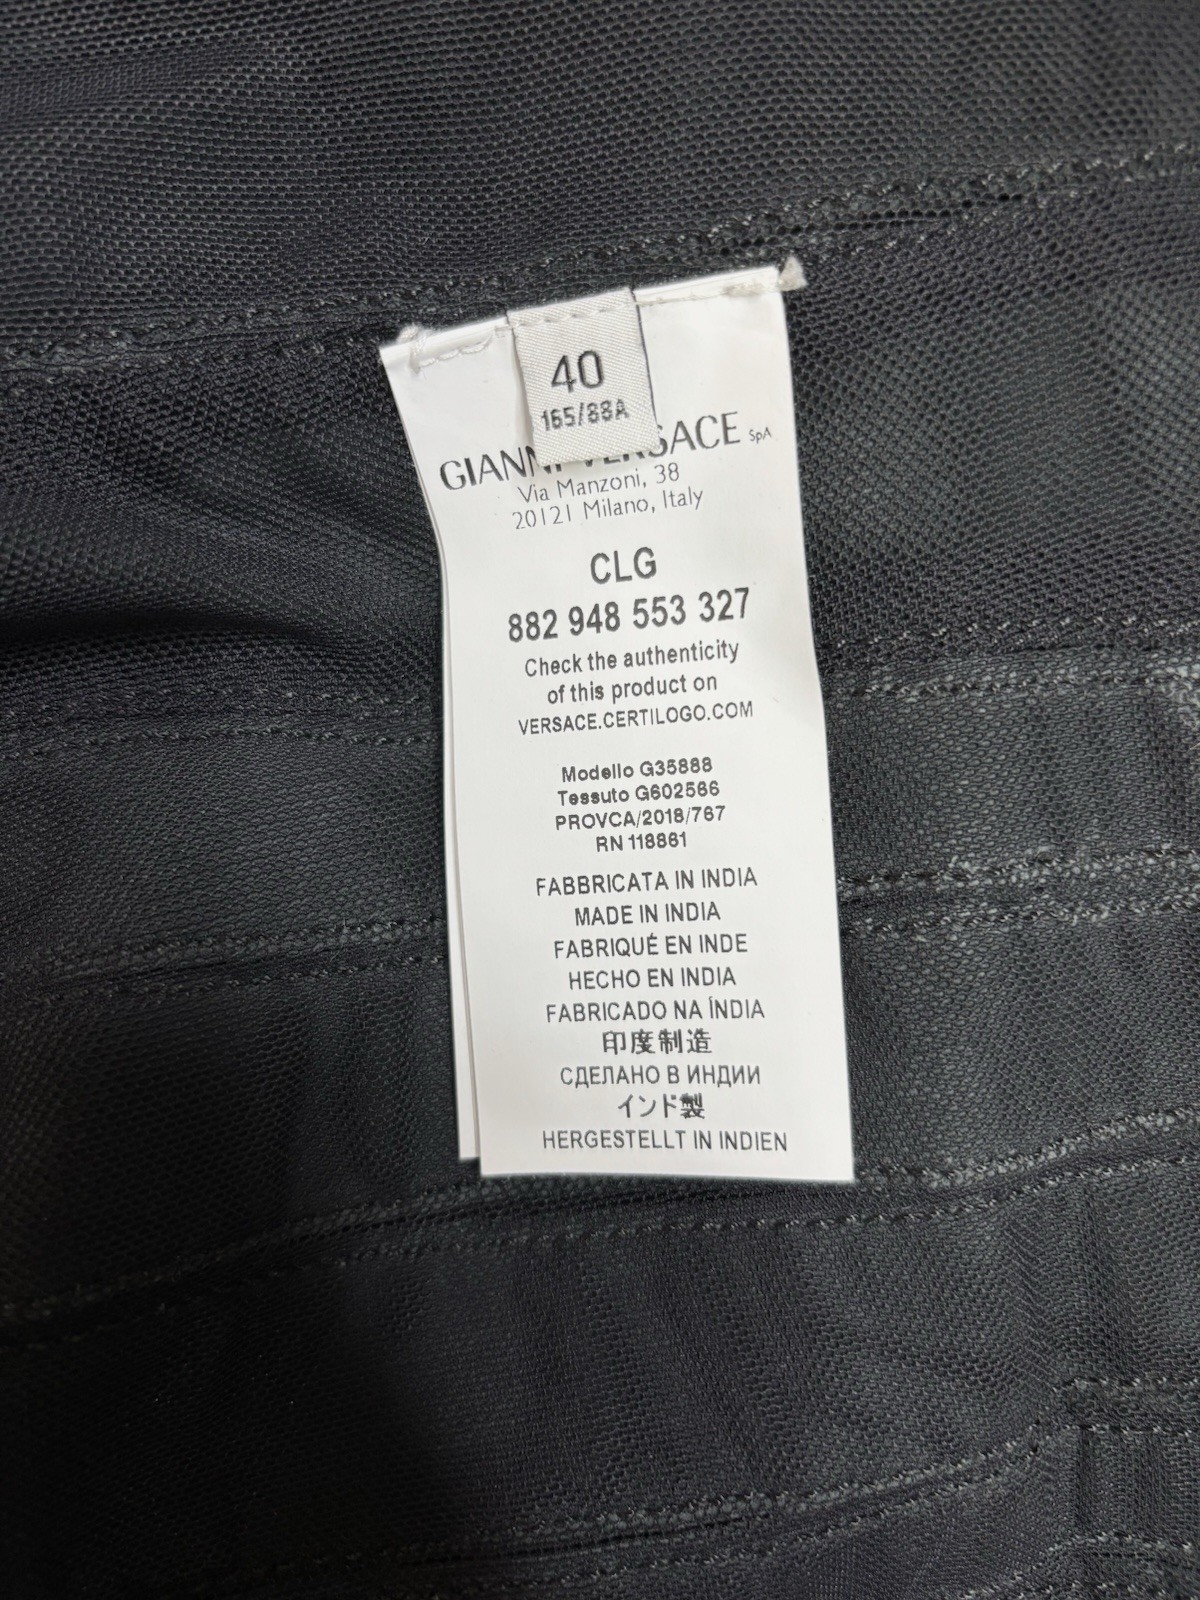 40
165/88A
GIANNI VERSACE SpA
Via Manzoni, 38
20121 Milano, Italy
CLG
882 948 553 327
Check the authenticity
of this product on
VERSACE.CERTILOGO.COM
Modello G35888
Tessuto G602566
PROVCA/2018/767
RN 118861
FABBRICATA IN INDIA
MADE IN INDIA
FABRIQUÉ EN INDE
HECHO EN INDIA
FABRICADO NA ÍNDIA
印度制造
СДЕЛАНО В ИНДИИ
インド製
HERGESTELLT IN INDIEN